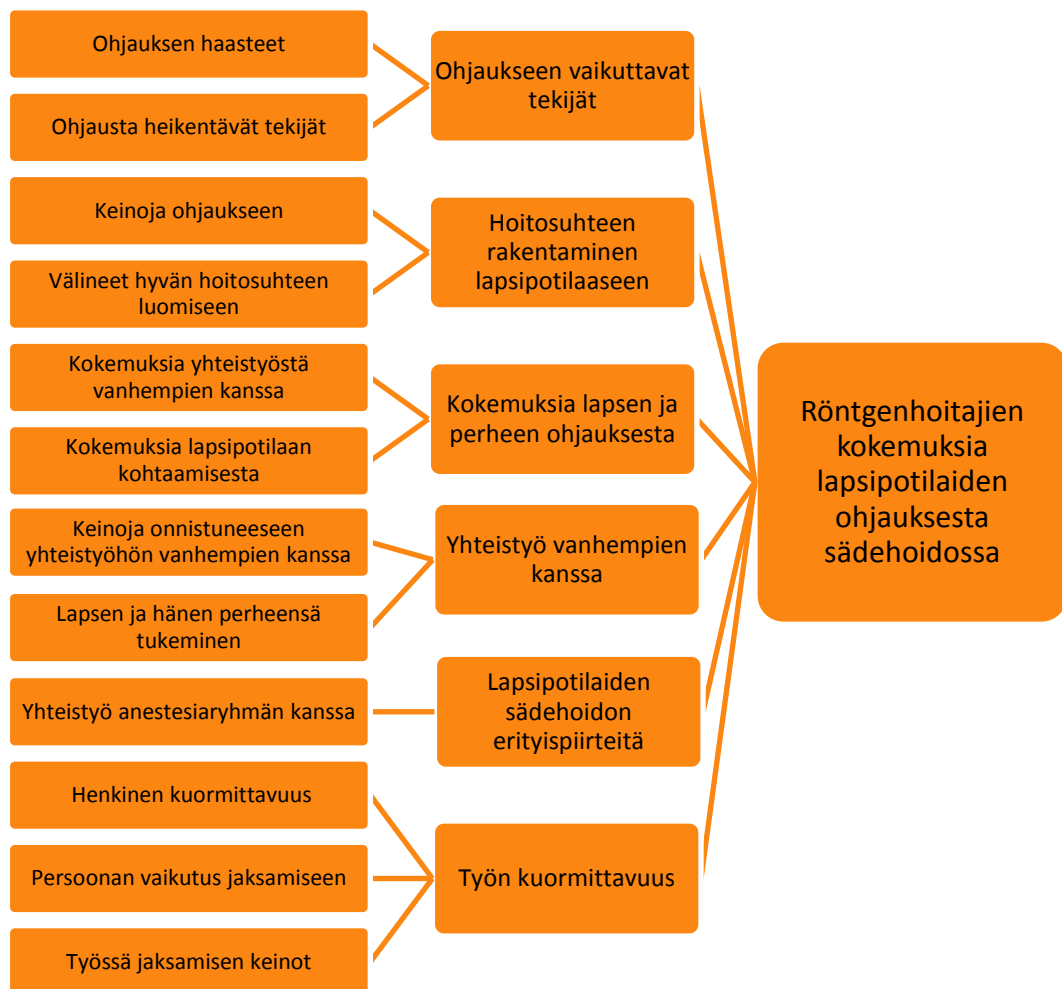 Ohjauksen haasteet
Ohjausta heikentävät tekijät
Ohjaukseen vaikuttavat
tekijät
Keinoja ohjaukseen
Välineet hyvän hoitosuhteen
luomiseen
Hoitosuhteen
rakentaminen
lapsipotilaaseen
Kokemuksia yhteistyöstä
vanhempien kanssa
Kokemuksia lapsipotilaan
kohtaamisesta
Kokemuksia lapsen ja
perheen ohjauksesta
Keinoja onnistuneeseen
yhteistyöhön vanhempien kanssa
Lapsen ja hänen perheensä
tukeminen
Yhteistyö vanhempien
kanssa
Yhteistyö anestesiaryhmän kanssa
Lapsipotilaiden
sädehoidon
erityispiirteitä
Henkinen kuormittavuus
Persoonan vaikutus jaksamiseen
Työssä jaksamisen keinot
Työn kuormittavuus
Röntgenhoitajien
kokemuksia
lapsipotilaiden
ohjauksesta
sädehoidossa